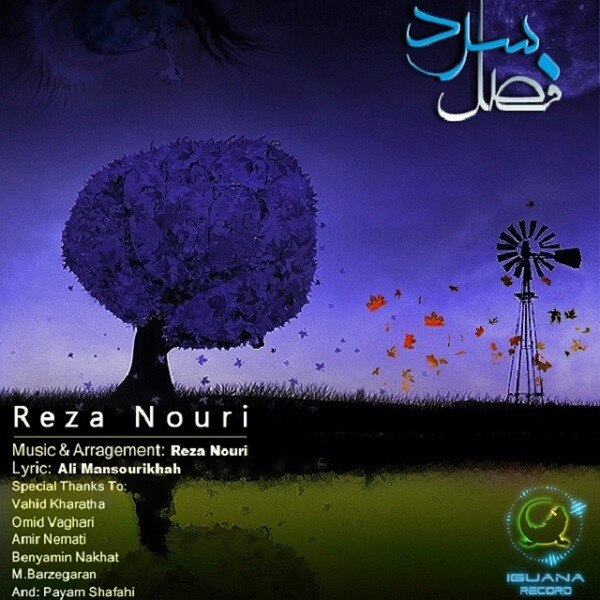 فصل سرد
Reza Nouri
Music & Arragement: Reza Nouri
Lyric: Ali Mansourikhah
Special Thanks To:
Vahid Kharatha
Omid Vaghari
Amir Nemati
Benyamin Nakhat
M.Barzegaran
And: Payam Shafahi
IGUANA
RECORD